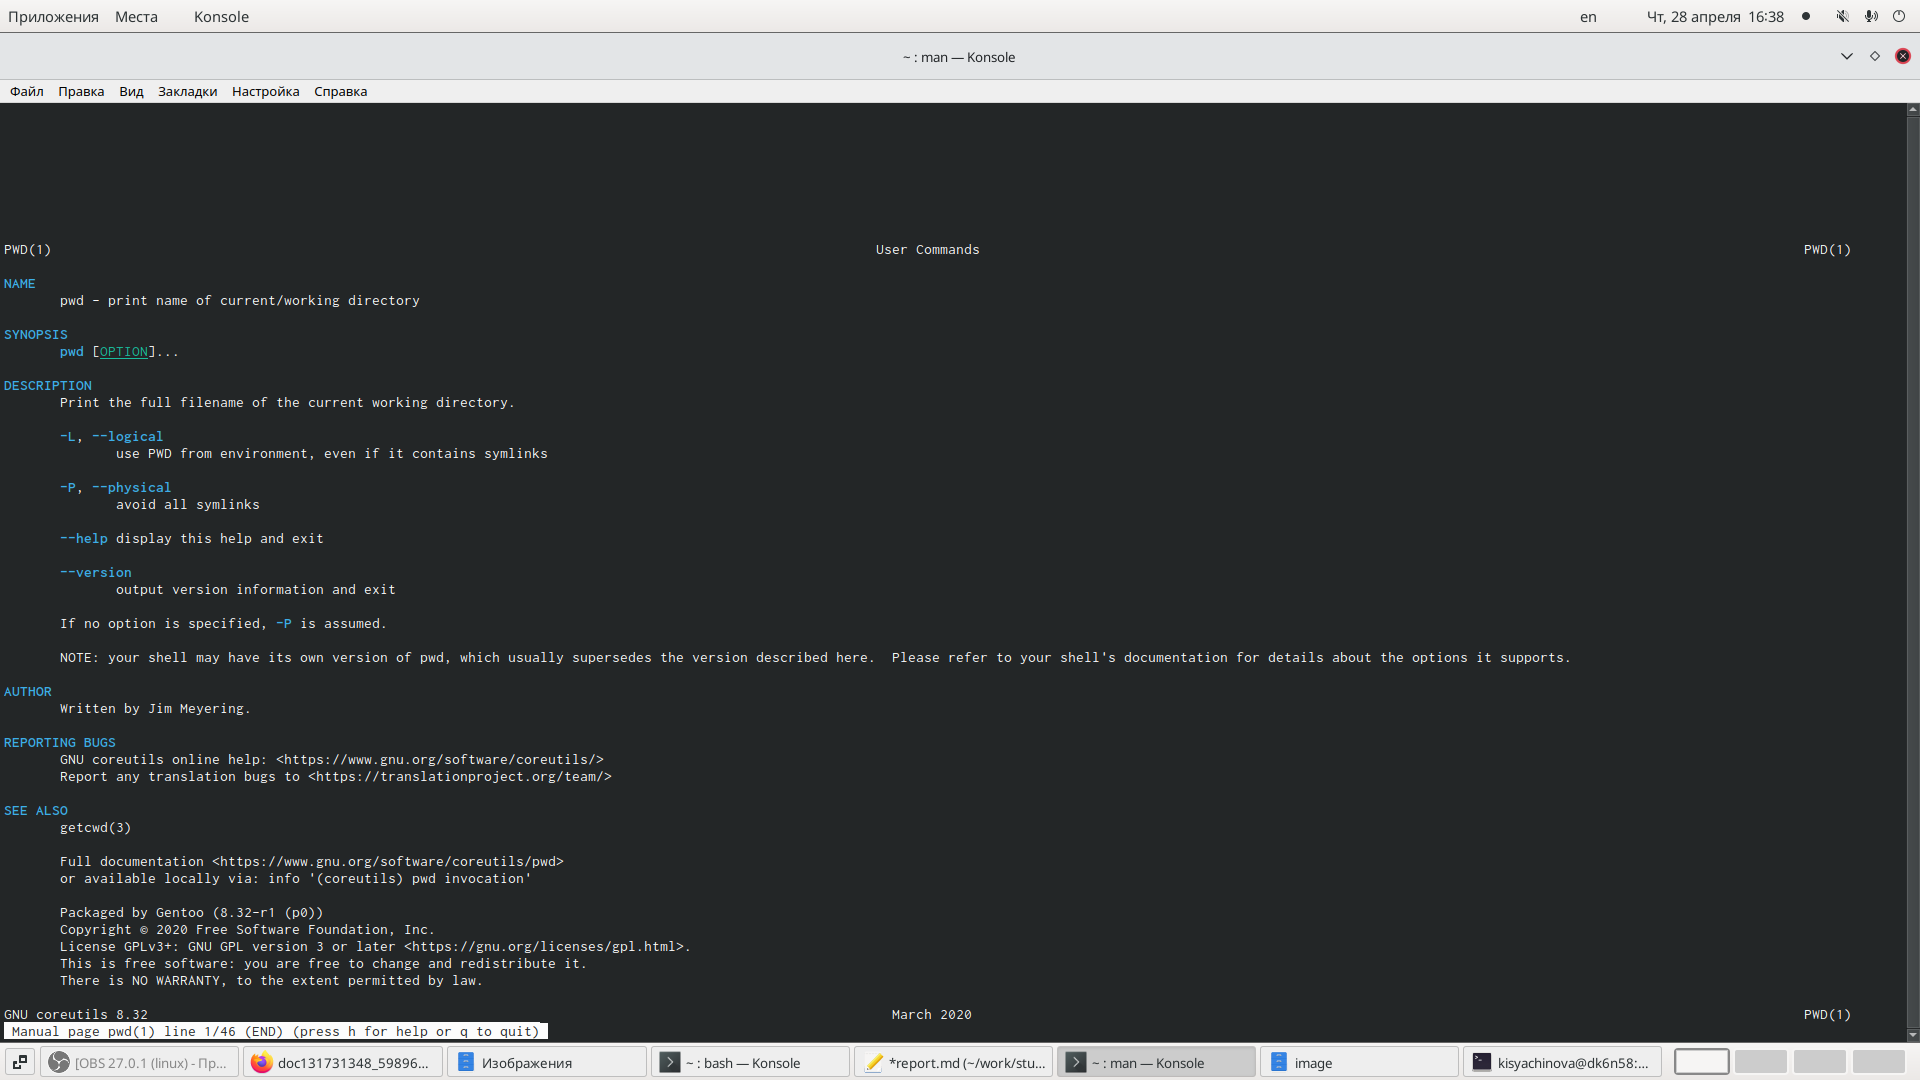 Приложения Места Konsole en Чт, 28 апреля 16:38
~ : man — Konsole
Файл Правка Вид Закладки Настройка Справка
PWD(1) User Commands PWD(1)
NAME
pwd - print name of current/working directory
SYNOPSIS
pwd [OPTION]...
DESCRIPTION
Print the full filename of the current working directory.
-L, --logical
use PWD from environment, even if it contains symlinks
-P, --physical
avoid all symlinks
--help display this help and exit
--version
output version information and exit
If no option is specified, -P is assumed.
NOTE: your shell may have its own version of pwd, which usually supersedes the version described here.  Please refer to your shell's documentation for details about the options it supports.
AUTHOR
Written by Jim Meyering.
REPORTING BUGS
GNU coreutils online help: <https://www.gnu.org/software/coreutils/>
Report any translation bugs to <https://translationproject.org/team/>
SEE ALSO
getcwd(3)
Full documentation <https://www.gnu.org/software/coreutils/pwd>
or available locally via: info '(coreutils) pwd invocation'
Packaged by Gentoo (8.32-r1 (p0))
Copyright © 2020 Free Software Foundation, Inc.
License GPLv3+: GNU GPL version 3 or later <https://gnu.org/licenses/gpl.html>.
This is free software: you are free to change and redistribute it.
There is NO WARRANTY, to the extent permitted by law.
GNU coreutils 8.32 March 2020 PWD(1)
Manual page pwd(1) line 1/46 (END) (press h for help or q to quit)
[OBS 27.0.1 (linux) - Пр... doc131731348_59896... Изображения ~ : bash — Konsole *report.md (~/work/stu... ~ : man — Konsole image kisyachinova@dk6n58:...